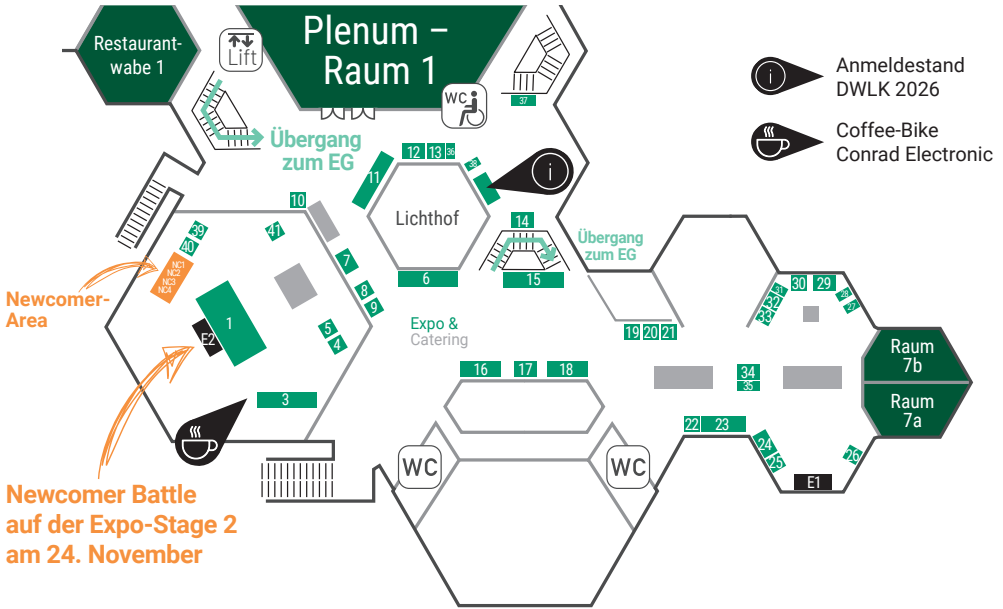 Restaurant-
wabe 1
Lift
Plenum –
Raum 1
WC
37
Anmeldestand
DWLK 2026
i
Coffee-Bike
Conrad Electronic
Übergang
zum EG
12
13
36
38
i
11
Lichthof
10
14
Übergang
zum EG
15
6
39
40
41
NC1
NC2
NC3
NC4
Newcomer-
Area
7
8
9
1
E2
5
4
3
Expo &
Catering
16
17
18
19
20
21
30
29
31
32
33
28
27
34
35
Raum
7b
Raum
7a
22
23
24
25
26
E1
WC
WC
Newcomer Battle
auf der Expo-Stage 2
am 24. November